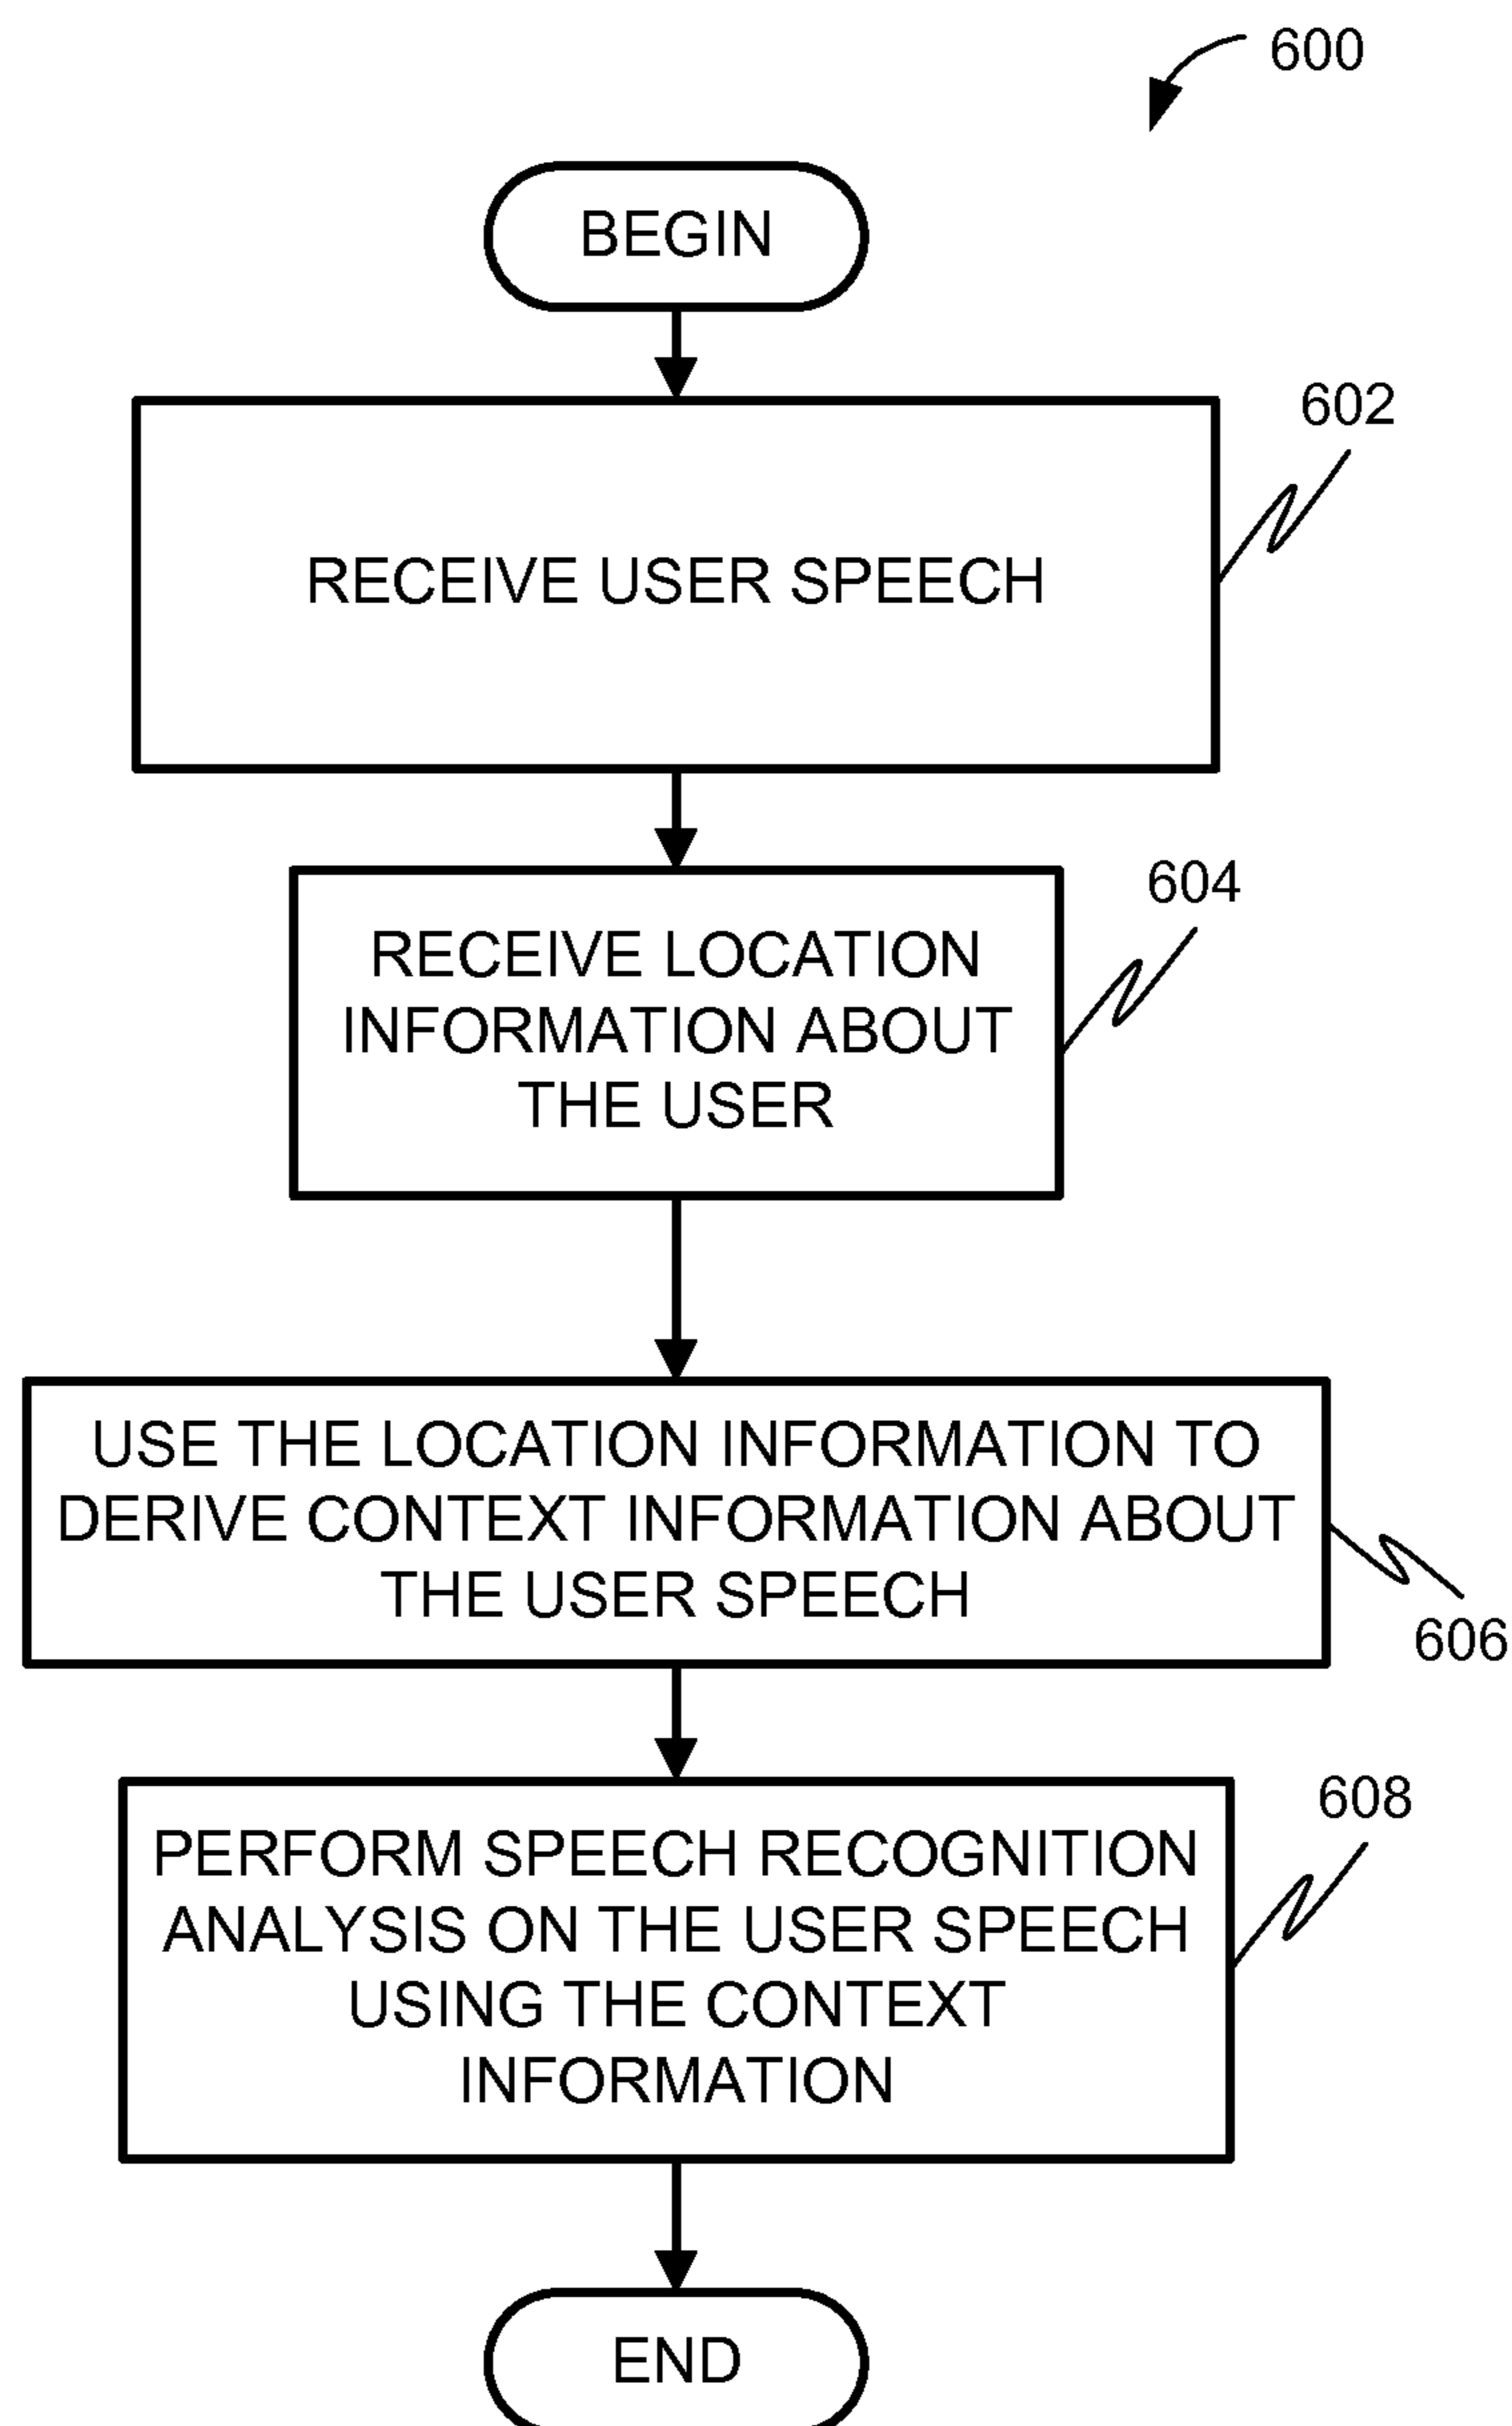 600
BEGIN
602
RECEIVE USER SPEECH
604
RECEIVE LOCATION
INFORMATION ABOUT
THE USER
USE THE LOCATION INFORMATION TO
DERIVE CONTEXT INFORMATION ABOUT
THE USER SPEECH
606
608
PERFORM SPEECH RECOGNITION
ANALYSIS ON THE USER SPEECH
USING THE CONTEXT
INFORMATION
END